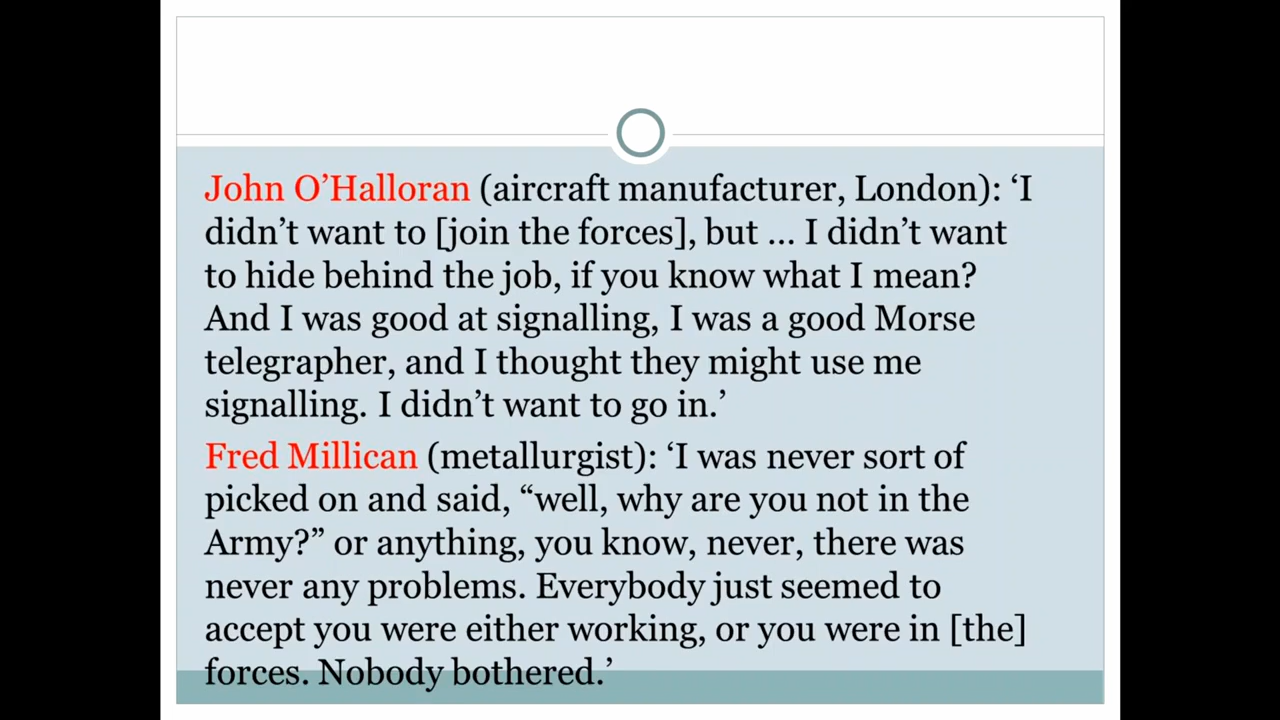 John O’Halloran (aircraft manufacturer, London): ‘I
didn’t want to [join the forces], but ... I didn’t want
to hide behind the job, if you know what I mean?
And I was good at signalling, I was a good Morse
telegrapher, and I thought they might use me
signalling. I didn’t want to go in.’
Fred Millican (metallurgist): ‘I was never sort of
picked on and said, “well, why are you not in the
Army?” or anything, you know, never, there was
never any problems. Everybody just seemed to
accept you were either working, or you were in [the]
forces. Nobody bothered.’